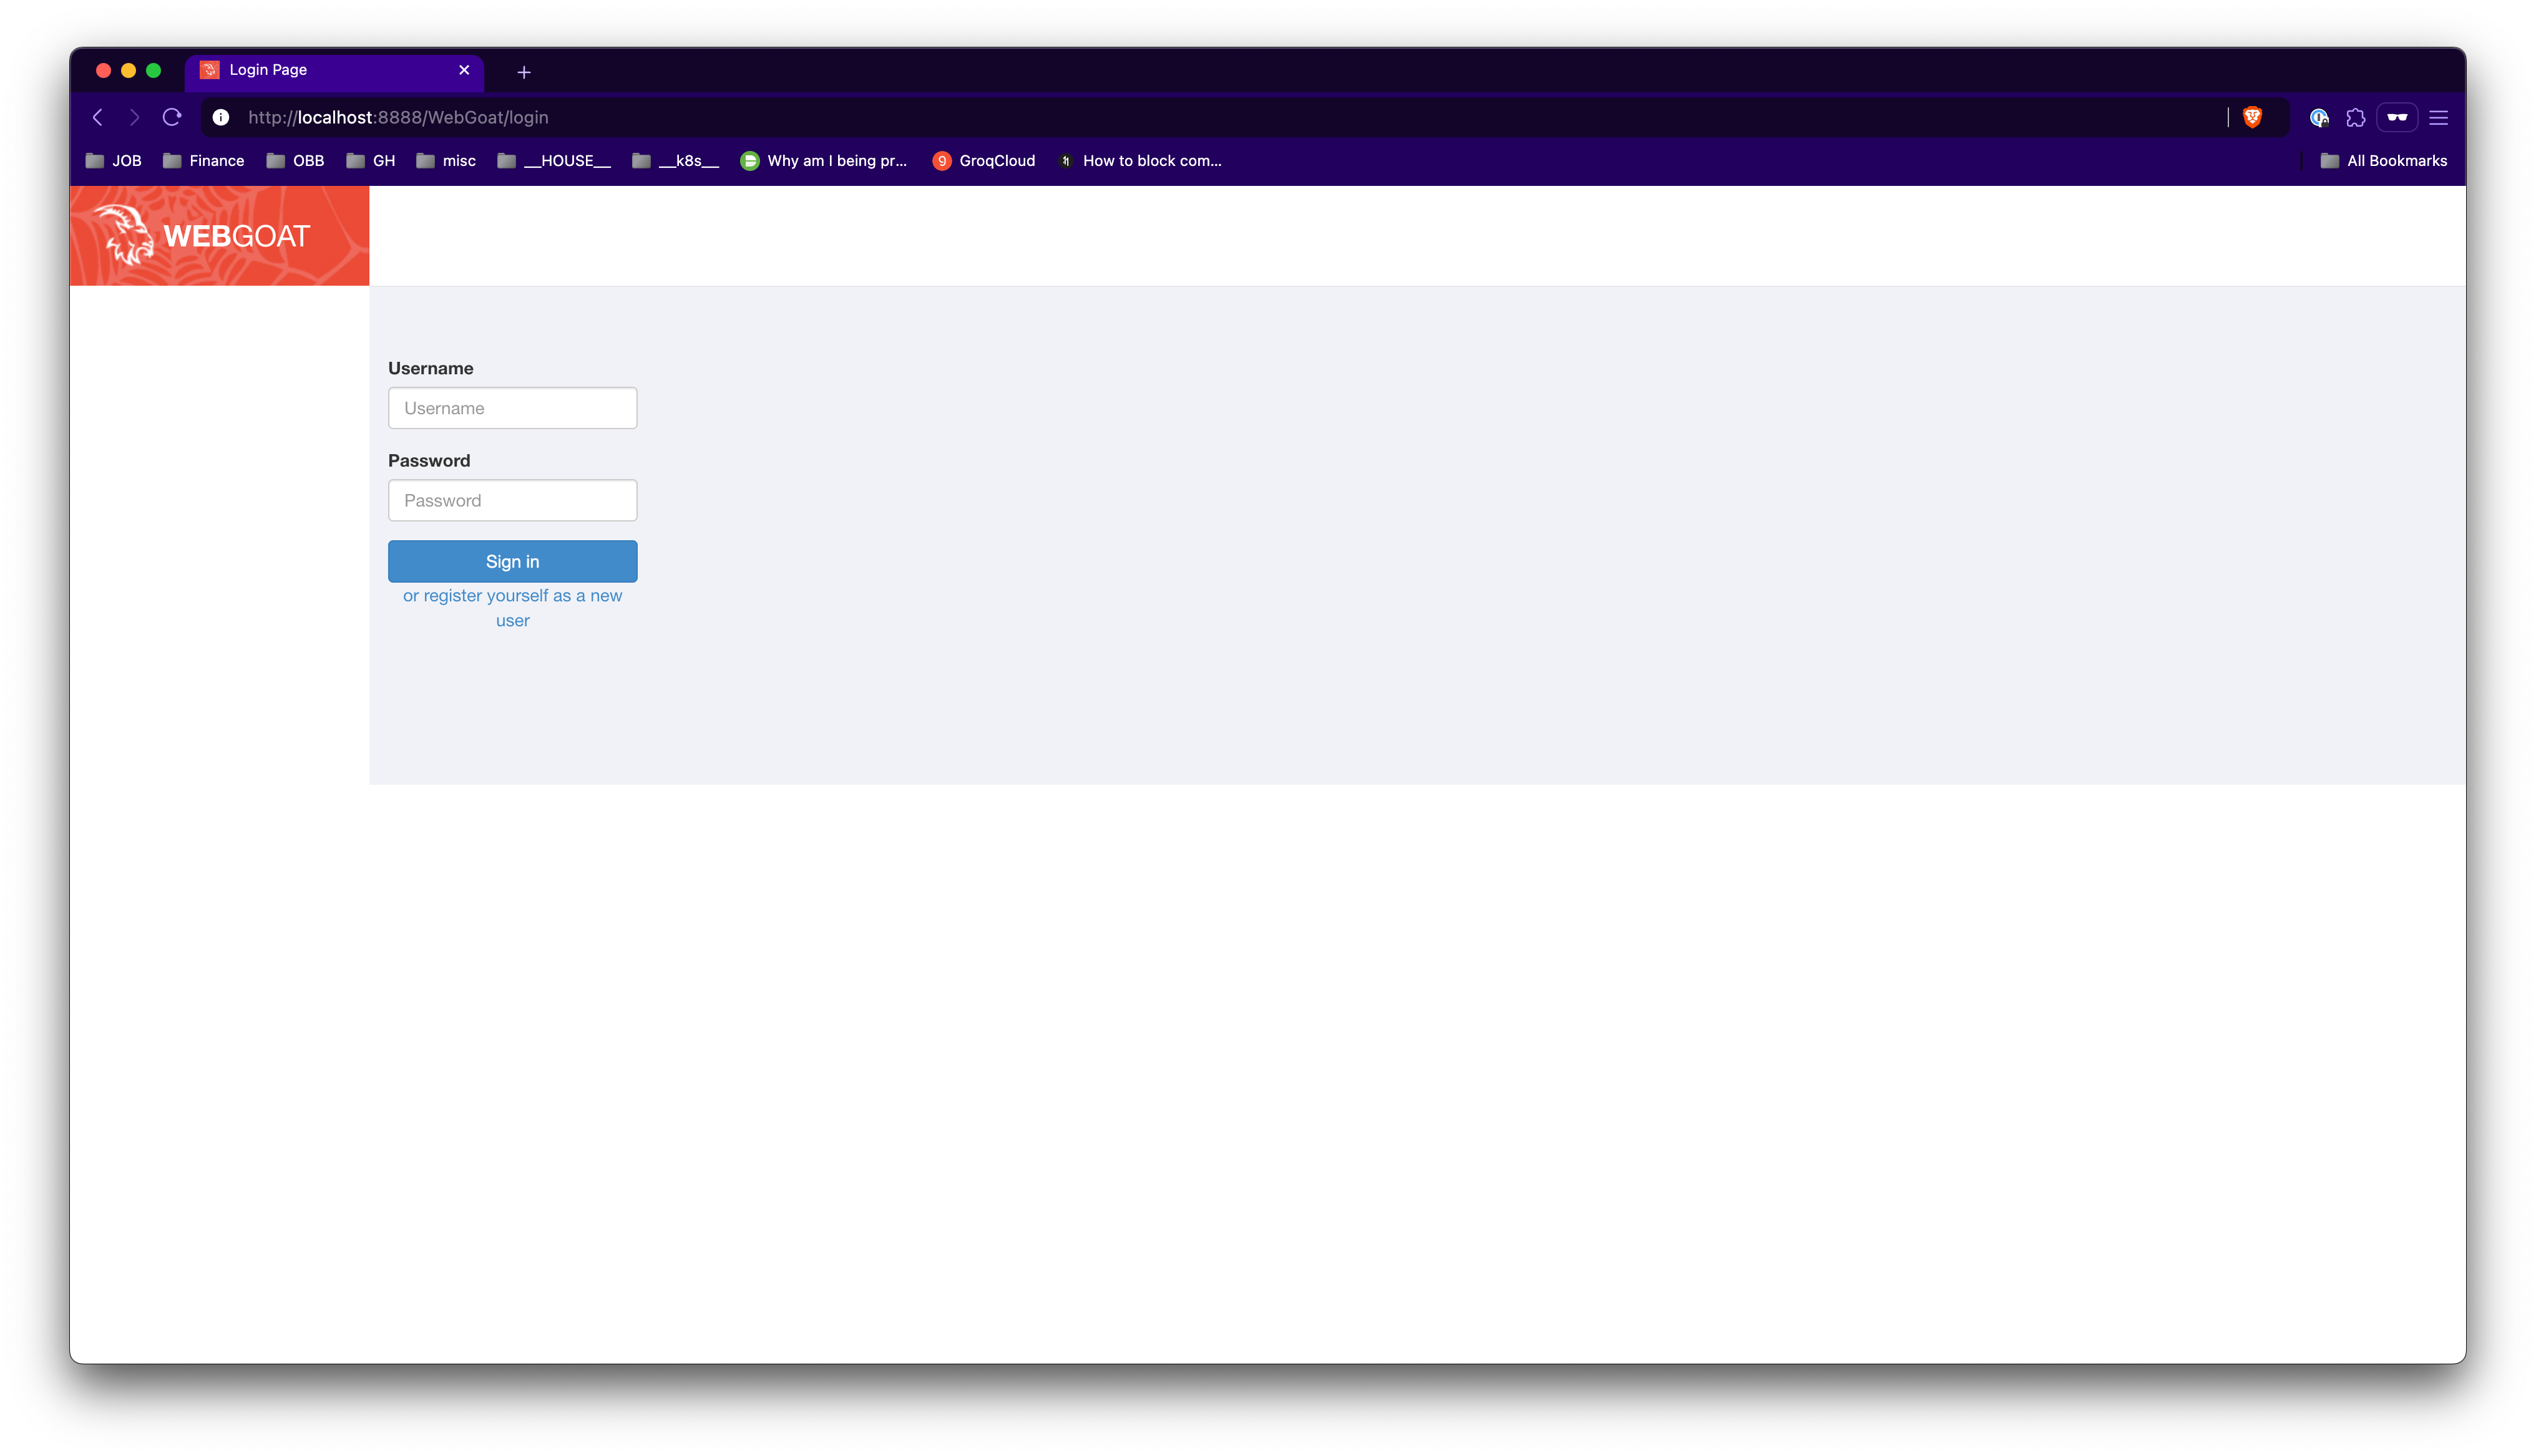 Login Page
http://localhost:8888/WebGoat/login
JOB Finance OBB GH misc __HOUSE__ __k8s__ Why am I being pr... GroqCloud How to block com... All Bookmarks
WEBGOAT
Username
Username
Password
Password
Sign in
or register yourself as a new
user